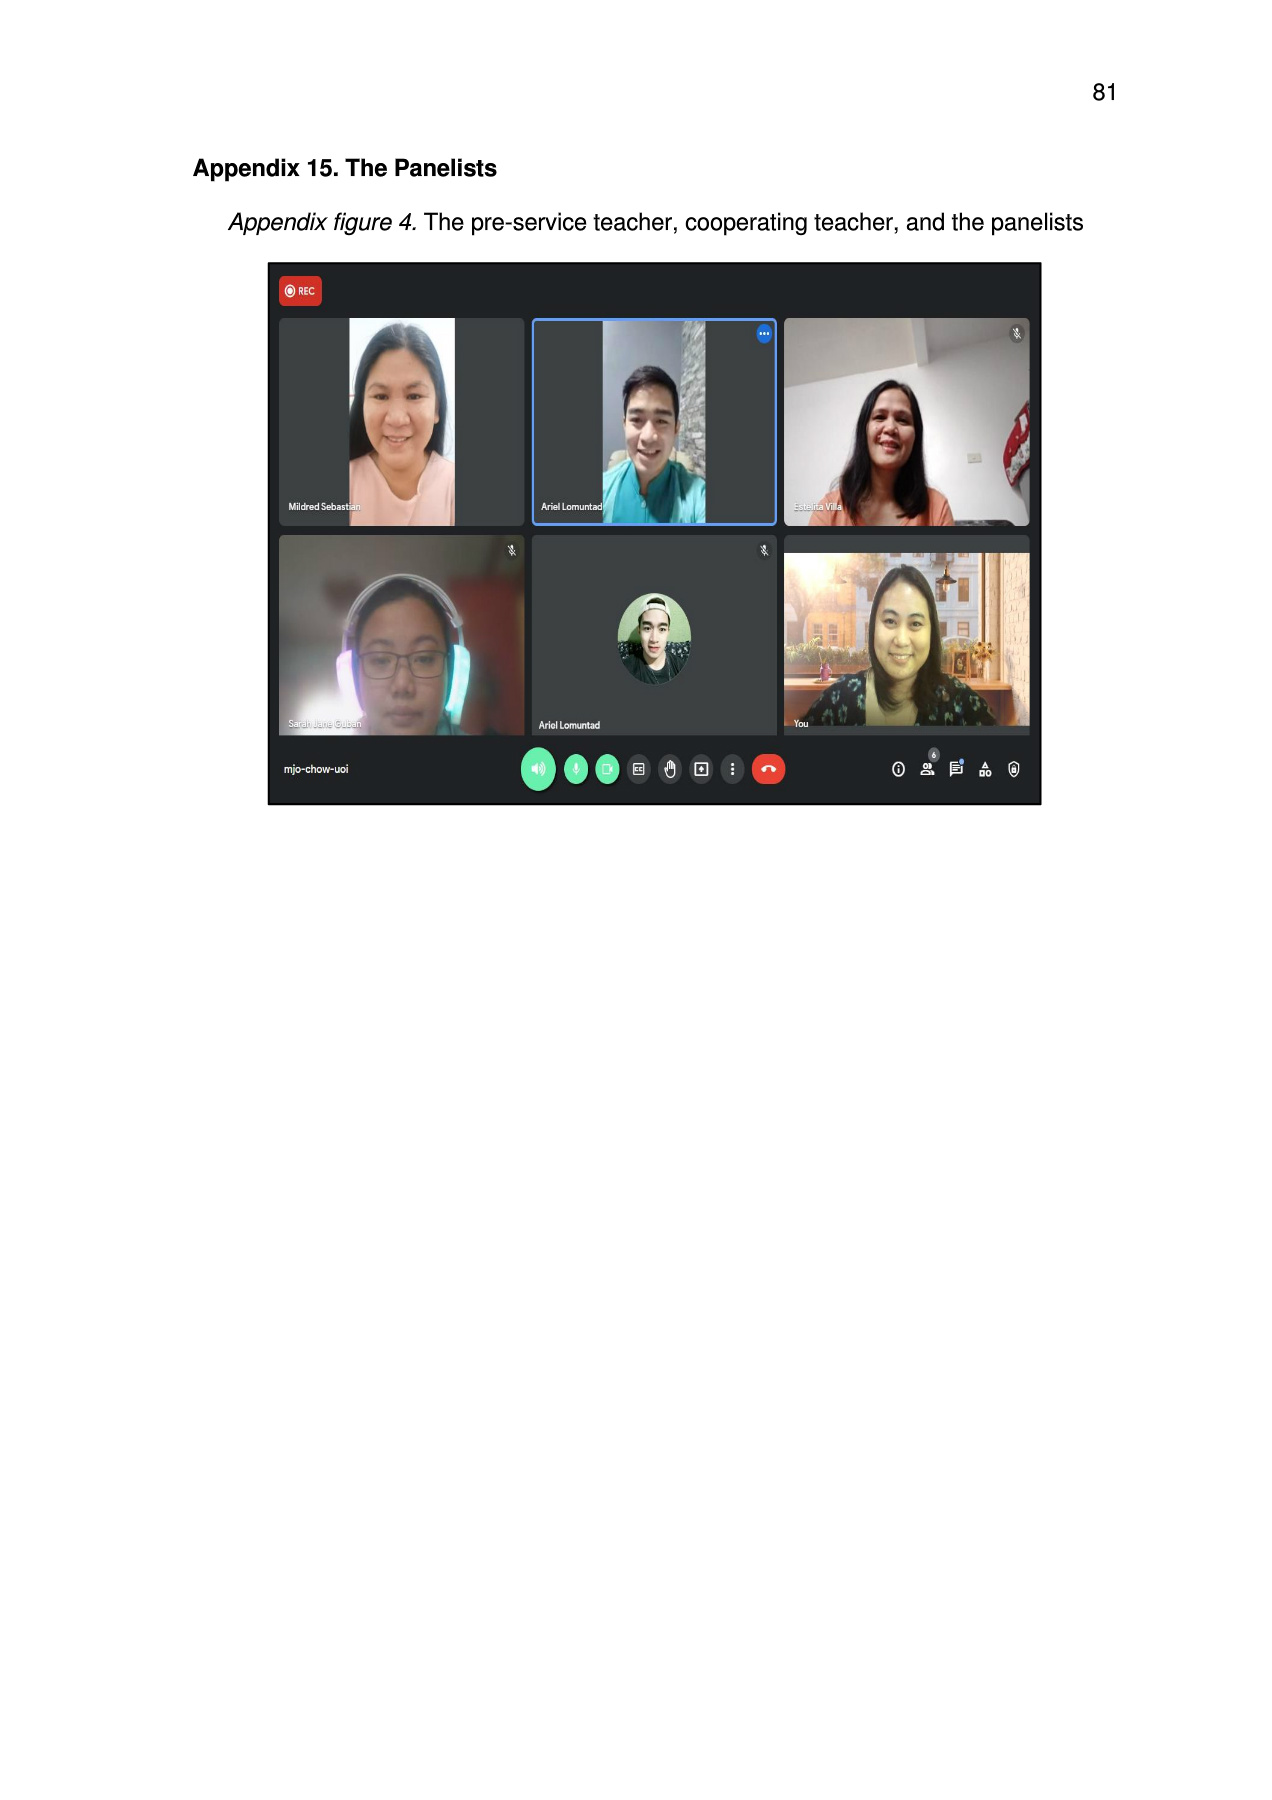 81
Appendix 15. The Panelists
Appendix figure 4. The pre-service teacher, cooperating teacher, and the panelists
REC
Mildred Sebastian
Ariel Lomuntad
Estelita Villa
Sarah Jane Guban
Ariel Lomuntad
You
mjo-chow-uoi
CC
6